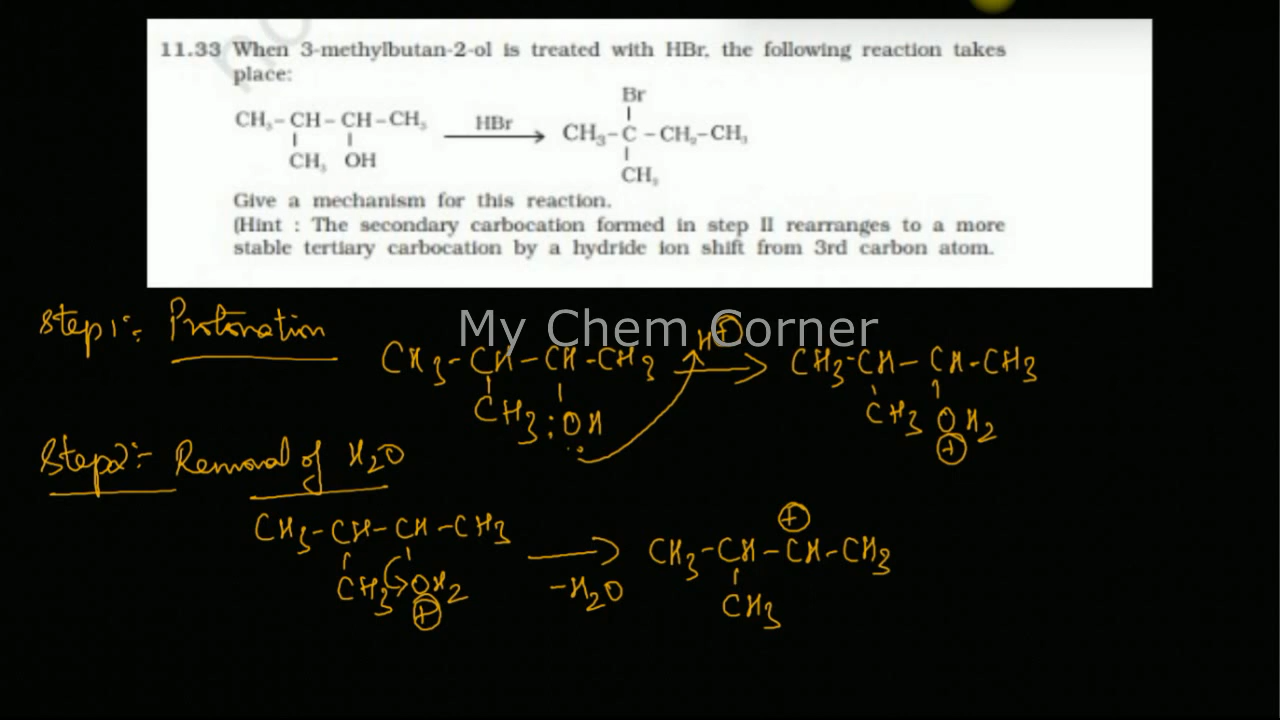 11.33 When 3-methylbutan-2-ol is treated with HBr, the following reaction takes
place:
Br
CH₃–CH–CH–CH₃ HBr CH₃–C–CH₂–CH₃
CH₃ OH
CH₃
Give a mechanism for this reaction.
(Hint : The secondary carbocation formed in step II rearranges to a more
stable tertiary carbocation by a hydride ion shift from 3rd carbon atom.
Step1:- Protonation
My Chem Corner
H⊕
CH3-CH-CH-CH3 CH3-CH-CH-CH3
CH3 :OH CH3 OH2
⊕
Step2:- Removal of H2O
⊕
CH3-CH-CH-CH3 -H2O CH3-CH-CH-CH3
CH3 OH2 CH3
⊕